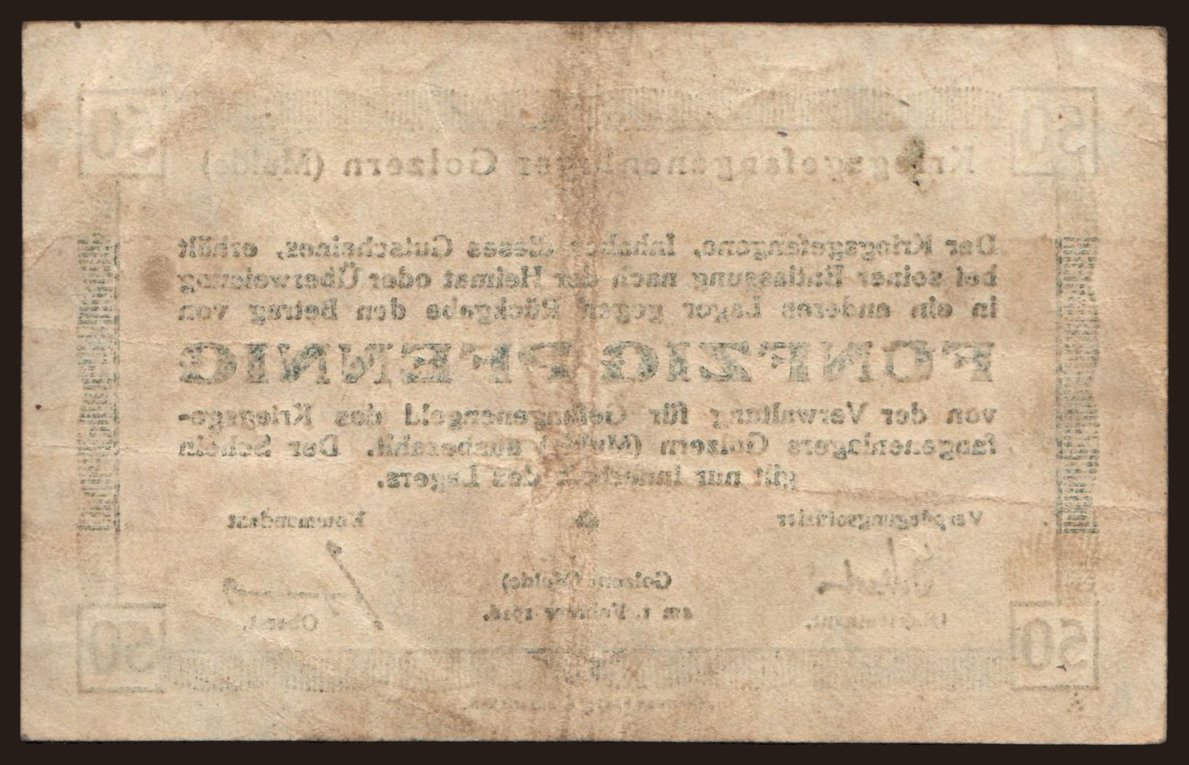 50 50
Kriegsgefangenenlager Golzern (Mulde)
Der Kriegsgefangene, Inhaber dieses Gutscheines, erhält
bei seiner Entlassung nach der Heimat oder Überweisung
in ein anderes Lager gegen Rückgabe den Betrag von
FÜNFZIG PFENNIG
von der Verwaltung für Gefangenengeld des Kriegsge-
fangenenlagers Golzern (Mulde) ausbezahlt. Der Schein
gilt nur innerhalb des Lagers.
Verpflegungsoffizier Kommandant
Golzern (Mulde)
am 1. Februar 1916.
Oberst.
50 50